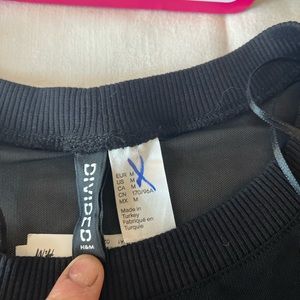 DIVIDED
H&M
EUR M
US M
CA M
CN 170/96A
MX M
Made in
Turkey
Fabriqué en
Turquie